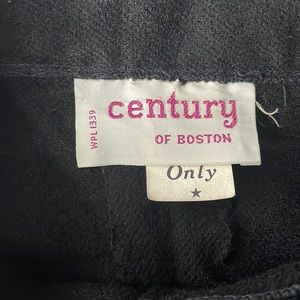 WPL1339
century
OF BOSTON
Only
★